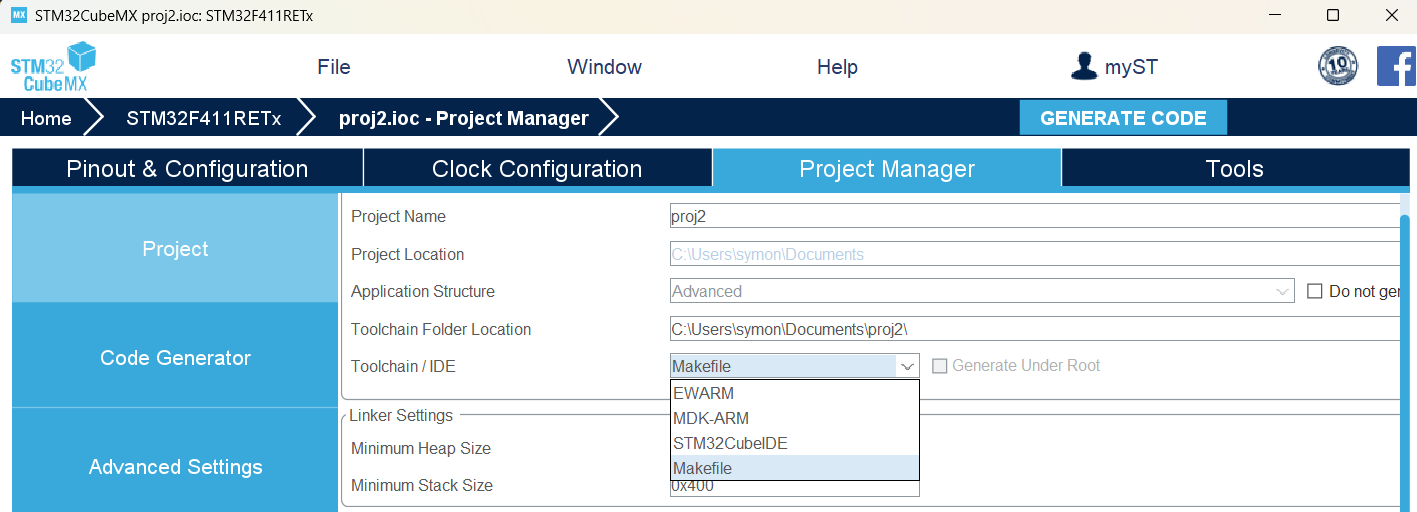 MX STM32CubeMX proj2.ioc: STM32F411RETx
STM32 CubeMX
File Window Help myST
10
Home STM32F411RETx proj2.ioc - Project Manager GENERATE CODE
Pinout & Configuration Clock Configuration Project Manager Tools
Project
Code Generator
Advanced Settings
Project Name proj2
Project Location C:\Users\symon\Documents
Application Structure Advanced Do not ger
Toolchain Folder Location C:\Users\symon\Documents\proj2\
Toolchain / IDE Makefile Generate Under Root
EWARM
MDK-ARM
STM32CubeIDE
Makefile
Linker Settings
Minimum Heap Size
Minimum Stack Size 0x400